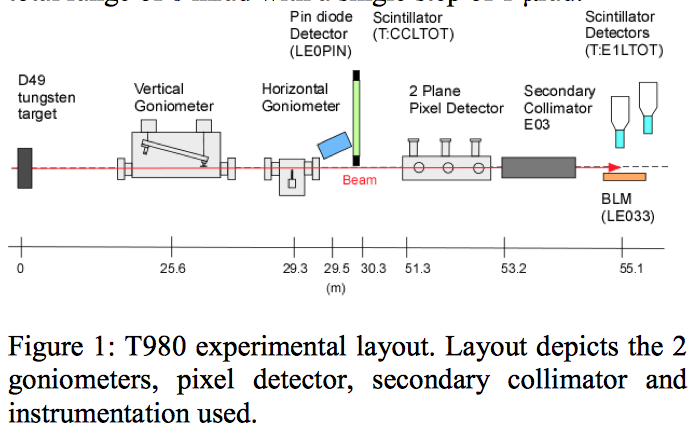 Pin diode
Detector
(LE0PIN)
Scintillator
(T:CCLTOT)
Scintillator
Detectors
(T:E1LTOT)
D49
tungsten
target
Vertical
Goniometer
Horizontal
Goniometer
2 Plane
Pixel Detector
Secondary
Collimator
E03
Beam
BLM
(LE033)
0
25.6
29.3
29.5
30.3
51.3
53.2
55.1
(m)
Figure 1: T980 experimental layout. Layout depicts the 2
goniometers, pixel detector, secondary collimator and
instrumentation used.